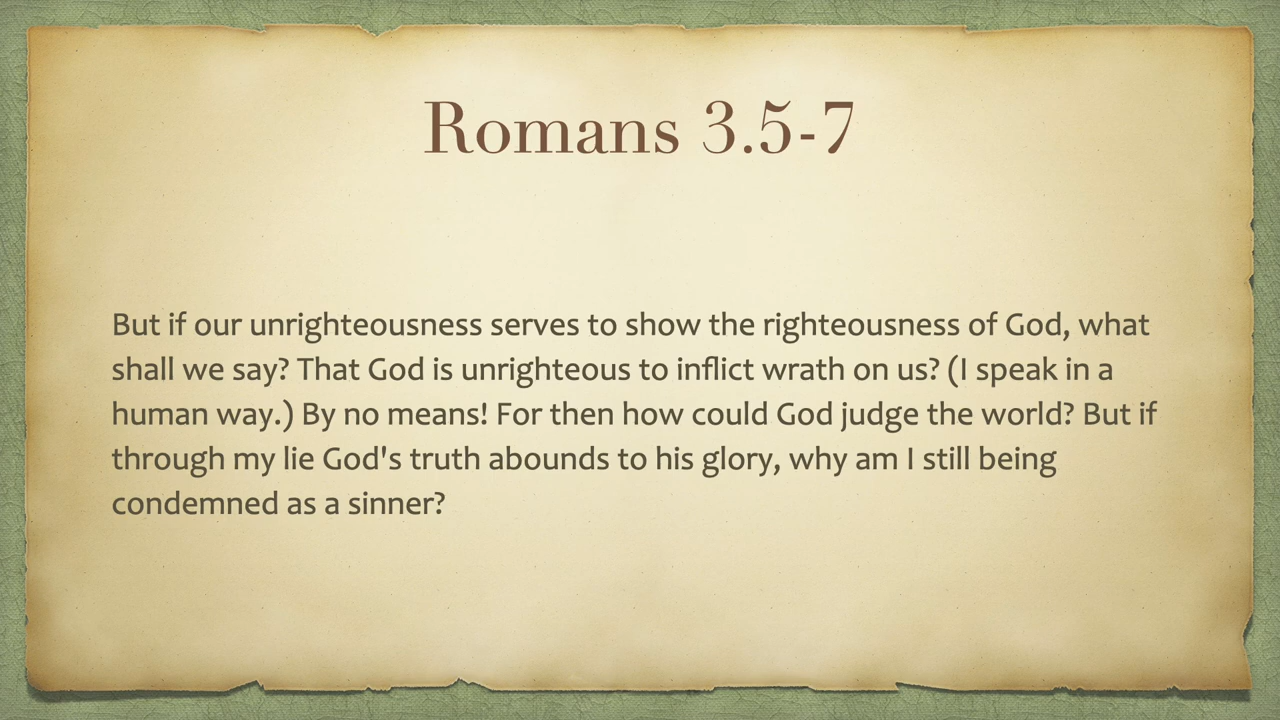 Romans 3.5-7
But if our unrighteousness serves to show the righteousness of God, what
shall we say? That God is unrighteous to inflict wrath on us? (I speak in a
human way.) By no means! For then how could God judge the world? But if
through my lie God's truth abounds to his glory, why am I still being
condemned as a sinner?